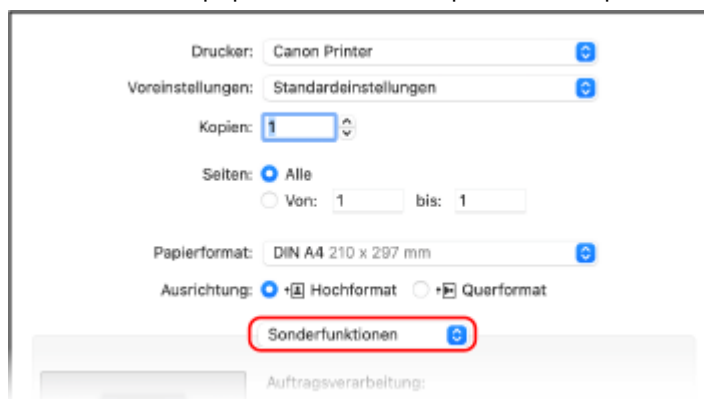 Drucker: Canon Printer
Voreinstellungen: Standardeinstellungen
Kopien: 1
Seiten: Alle
Von: 1 bis: 1
Papierformat: DIN A4 210 x 297 mm
Ausrichtung: Hochformat Querformat
Sonderfunktionen
Auftragsverarbeitung: